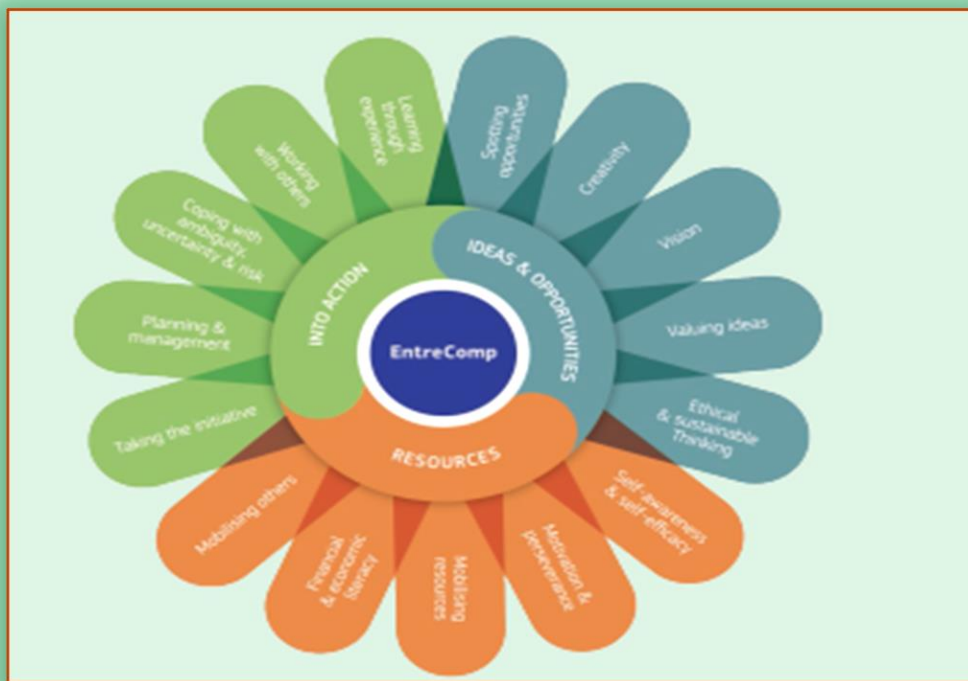 EntreComp
IDEAS & OPPORTUNITIES
Spotting
opportunities
Creativity
Vision
Valuing ideas
Ethical
& sustainable
Thinking
RESOURCES
Self-awareness
& self-efficacy
Motivation &
perseverance
Mobilising
resources
Financial
& economic
literacy
Mobilising others
INTO ACTION
Taking the initiative
Planning &
management
Coping with
ambiguity,
uncertainty & risk
Working
with others
Learning
through
experience